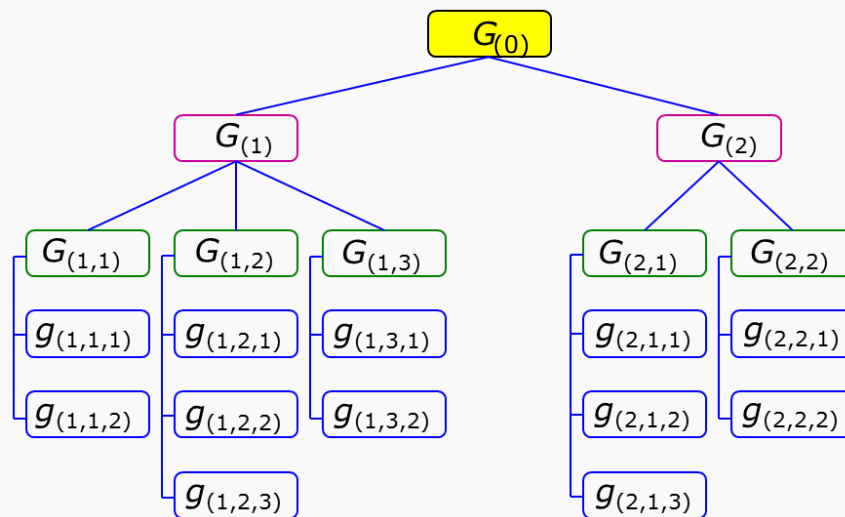 G(0)
G(1) G(2)
G(1,1) G(1,2) G(1,3) G(2,1) G(2,2)
g(1,1,1) g(1,2,1) g(1,3,1) g(2,1,1) g(2,2,1)
g(1,1,2) g(1,2,2) g(1,3,2) g(2,1,2) g(2,2,2)
g(1,2,3) g(2,1,3)